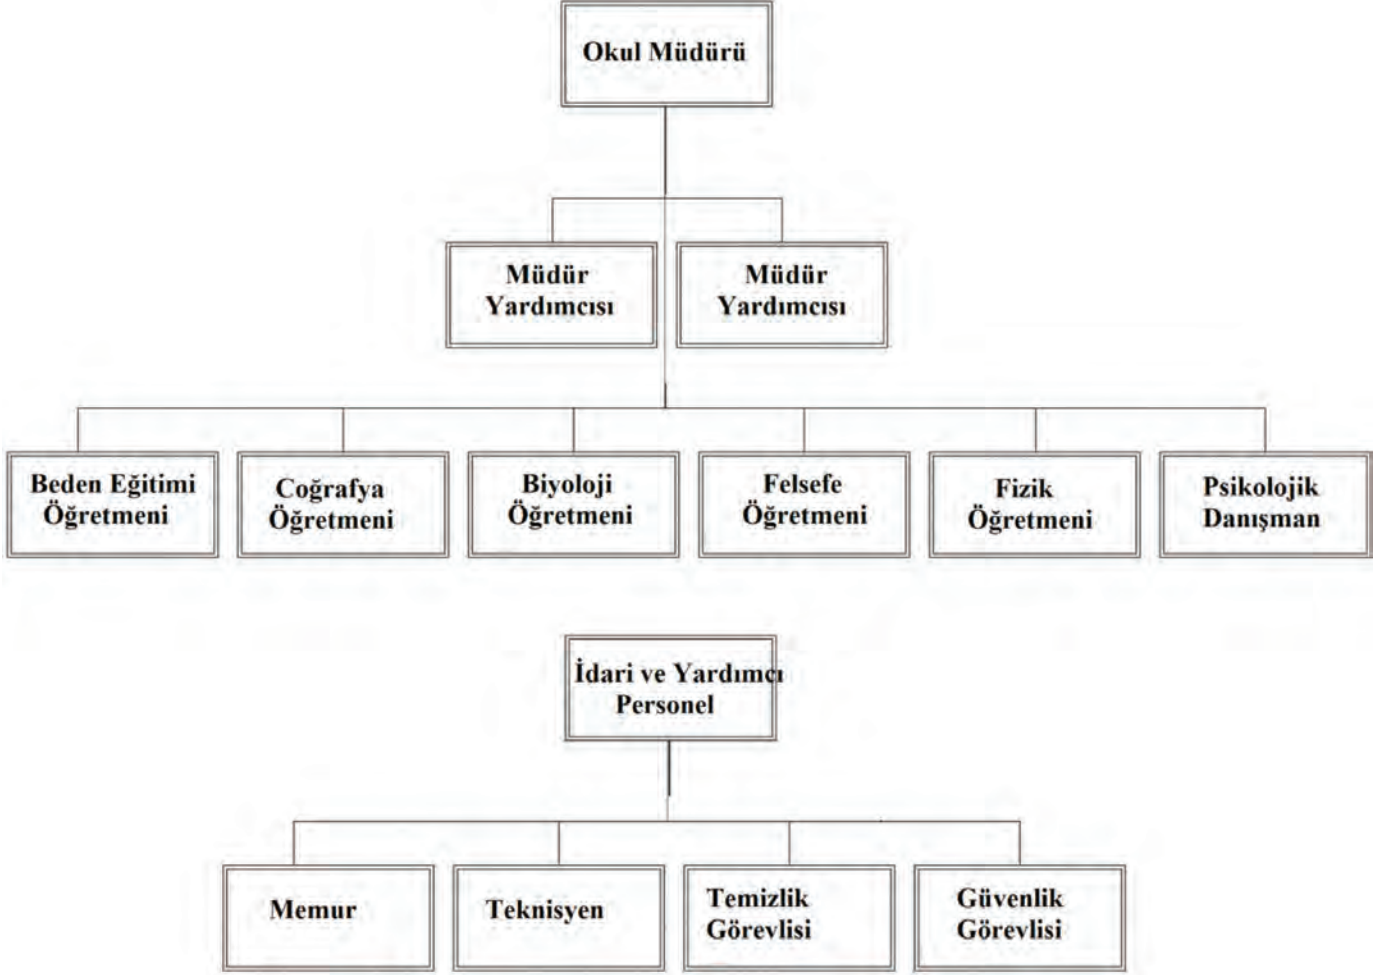 Okul Müdürü
Müdür
Yardımcısı
Müdür
Yardımcısı
Beden Eğitimi
Öğretmeni
Coğrafya
Öğretmeni
Biyoloji
Öğretmeni
Felsefe
Öğretmeni
Fizik
Öğretmeni
Psikolojik
Danışman
İdari ve Yardımcı
Personel
Memur
Teknisyen
Temizlik
Görevlisi
Güvenlik
Görevlisi